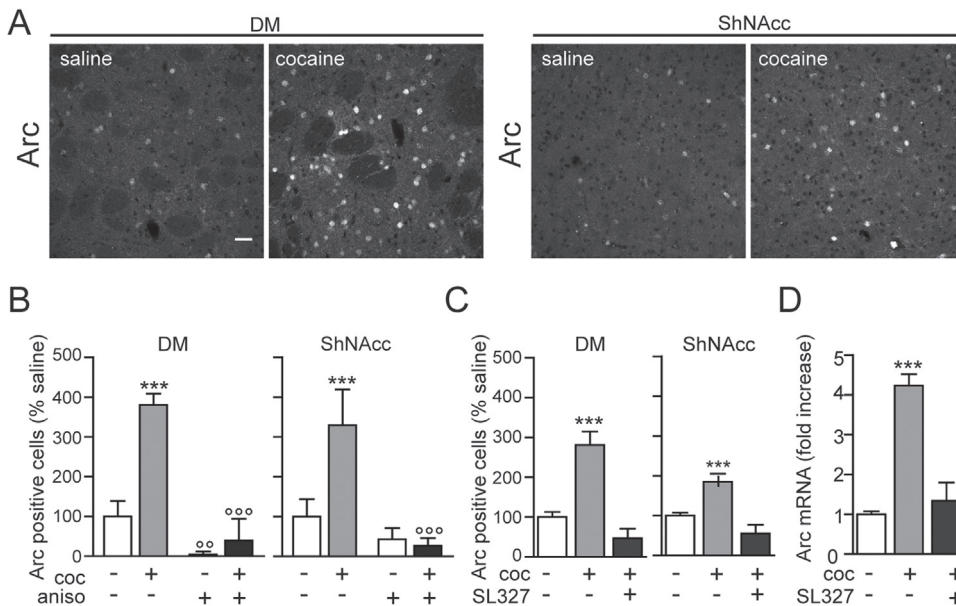 A
DM
ShNAcc
saline
cocaine
saline
cocaine
Arc
Arc
B
C
D
DM
ShNAcc
DM
ShNAcc
Arc positive cells (% saline)
500
400
300
200
100
0
***
°°
°°°
***
°°°
coc - + - + - + - +
aniso + + + +
Arc positive cells (% saline)
500
400
300
200
100
0
***
***
coc - + + - + +
SL327 - - + - - +
Arc mRNA (fold increase)
5
4
3
2
1
0
***
coc - + +
SL327 - - +